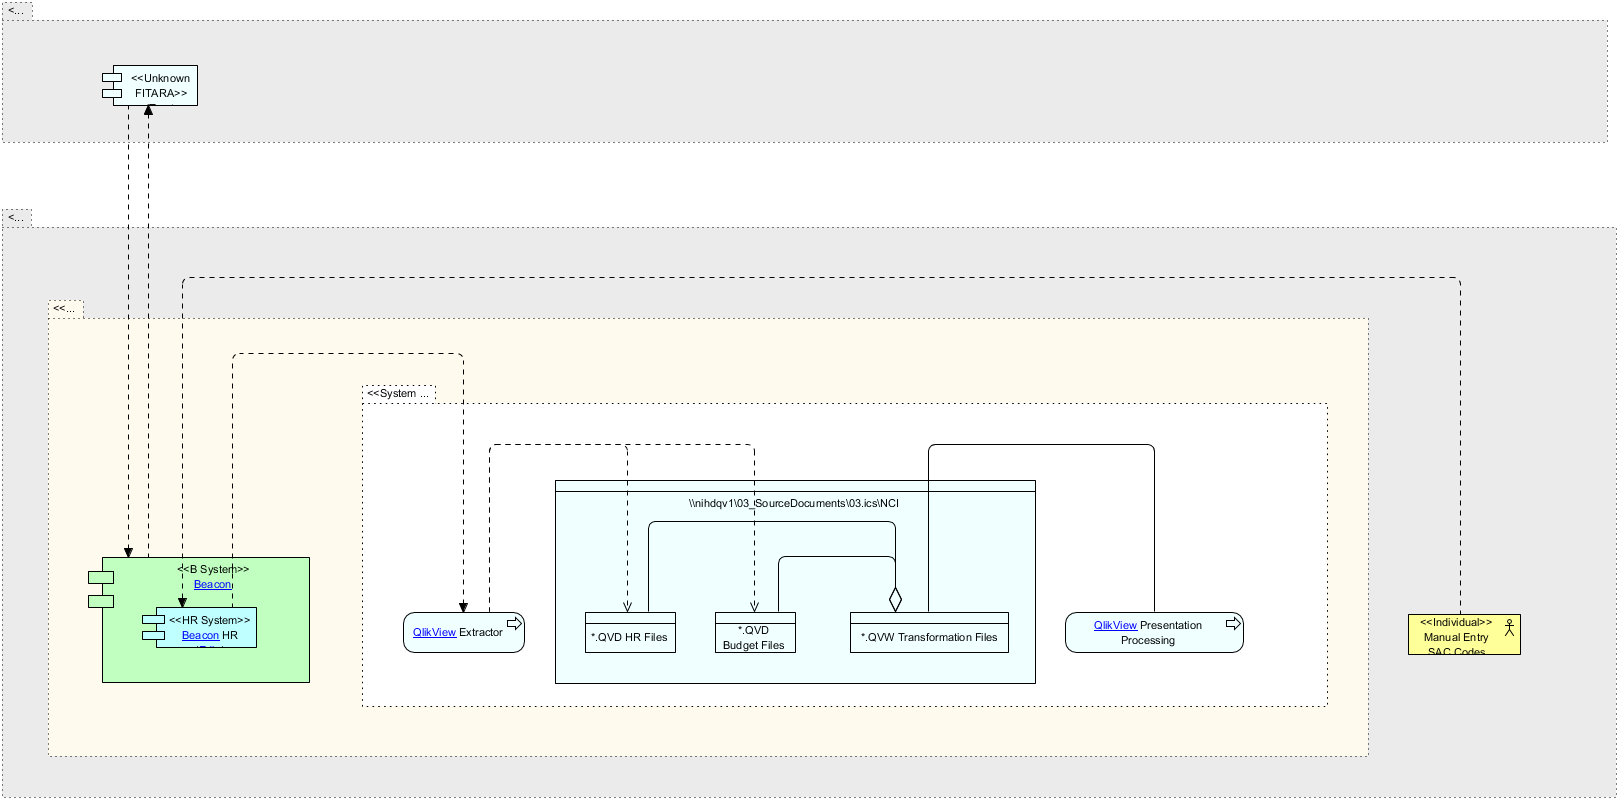 <...
<<Unknown
FITARA>>
<...
<<...
<<System ...
\\nihdqv1\03_SourceDocuments\03.ics\NCI
<<B System>>
Beacon
<<HR System>>
Beacon HR
QlikView Extractor
*.QVD HR Files
*.QVD
Budget Files
*.QVW Transformation Files
QlikView Presentation
Processing
<<Individual>>
Manual Entry
SAC Codes